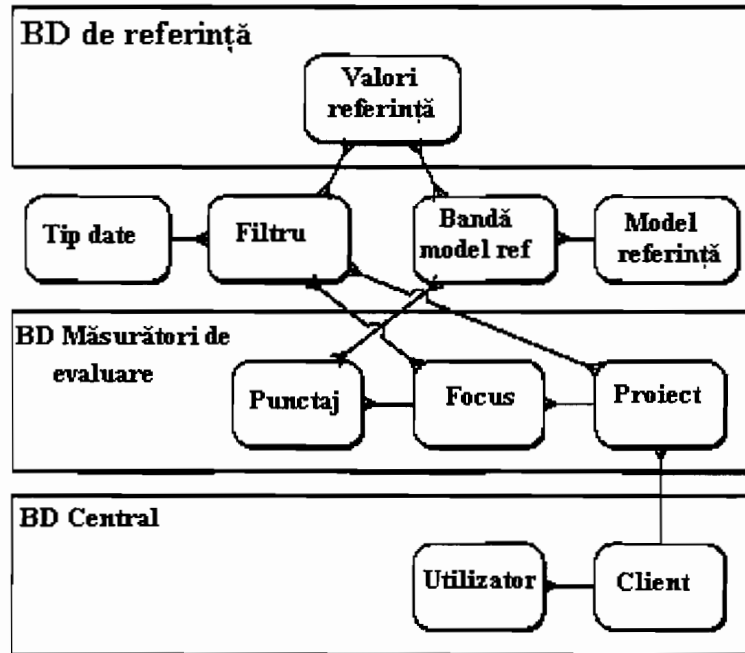 BD de referință
Valori
referință
Tip date
Filtru
Bandă
model ref
Model
referință
BD Măsurători de
evaluare
Punctaj
Focus
Proiect
BD Central
Utilizator
Client